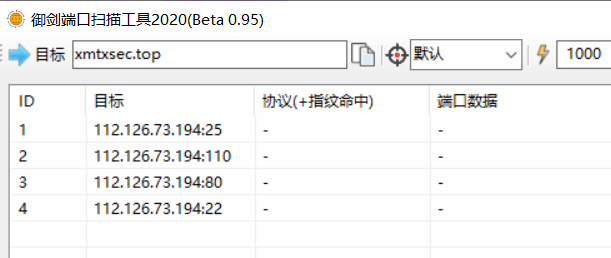 御剑端口扫描工具2020(Beta 0.95)
目标 xmtxsec.top 默认 1000
ID 目标 协议(+指纹命中) 端口数据
1 112.126.73.194:25 - -
2 112.126.73.194:110 - -
3 112.126.73.194:80 - -
4 112.126.73.194:22 - -